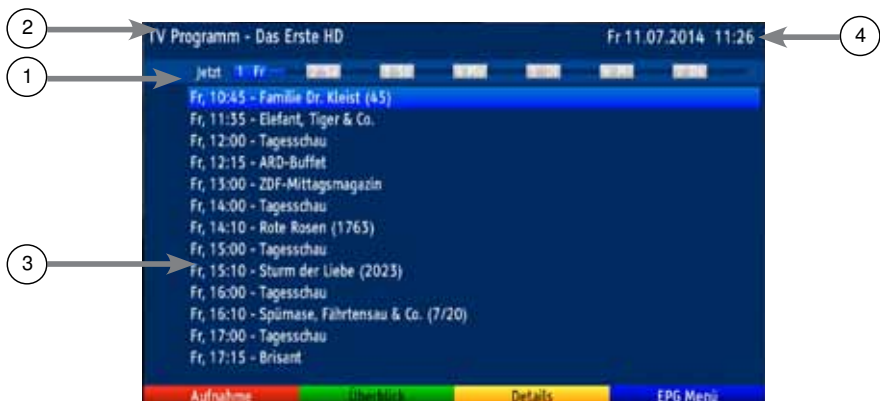 2
TV Programm - Das Erste HD
Fr 11.07.2014 11:26
4
1
Jetzt 1 Fr
Fr, 10:45 - Familie Dr. Kleist (45)
Fr, 11:35 - Elefant, Tiger & Co.
Fr, 12:00 - Tagesschau
Fr, 12:15 - ARD-Buffet
Fr, 13:00 - ZDF-Mittagsmagazin
Fr, 14:00 - Tagesschau
Fr, 14:10 - Rote Rosen (1763)
Fr, 15:00 - Tagesschau
3
Fr, 15:10 - Sturm der Liebe (2023)
Fr, 16:00 - Tagesschau
Fr, 16:10 - Spürnase, Fährtensau & Co. (7/20)
Fr, 17:00 - Tagesschau
Fr, 17:15 - Brisant
Aufnahme Überblick Details EPG Menü